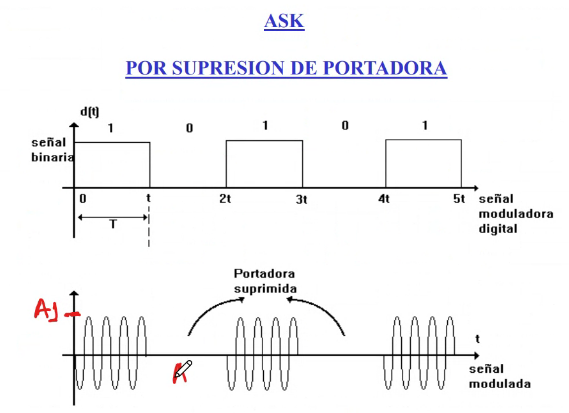 ASK
POR SUPRESION DE PORTADORA
d(t)
1 0 1 0 1
señal
binaria
0 t 2t 3t 4t 5t
señal
moduladora
digital
T
Portadora
suprimida
A1
t
señal
modulada